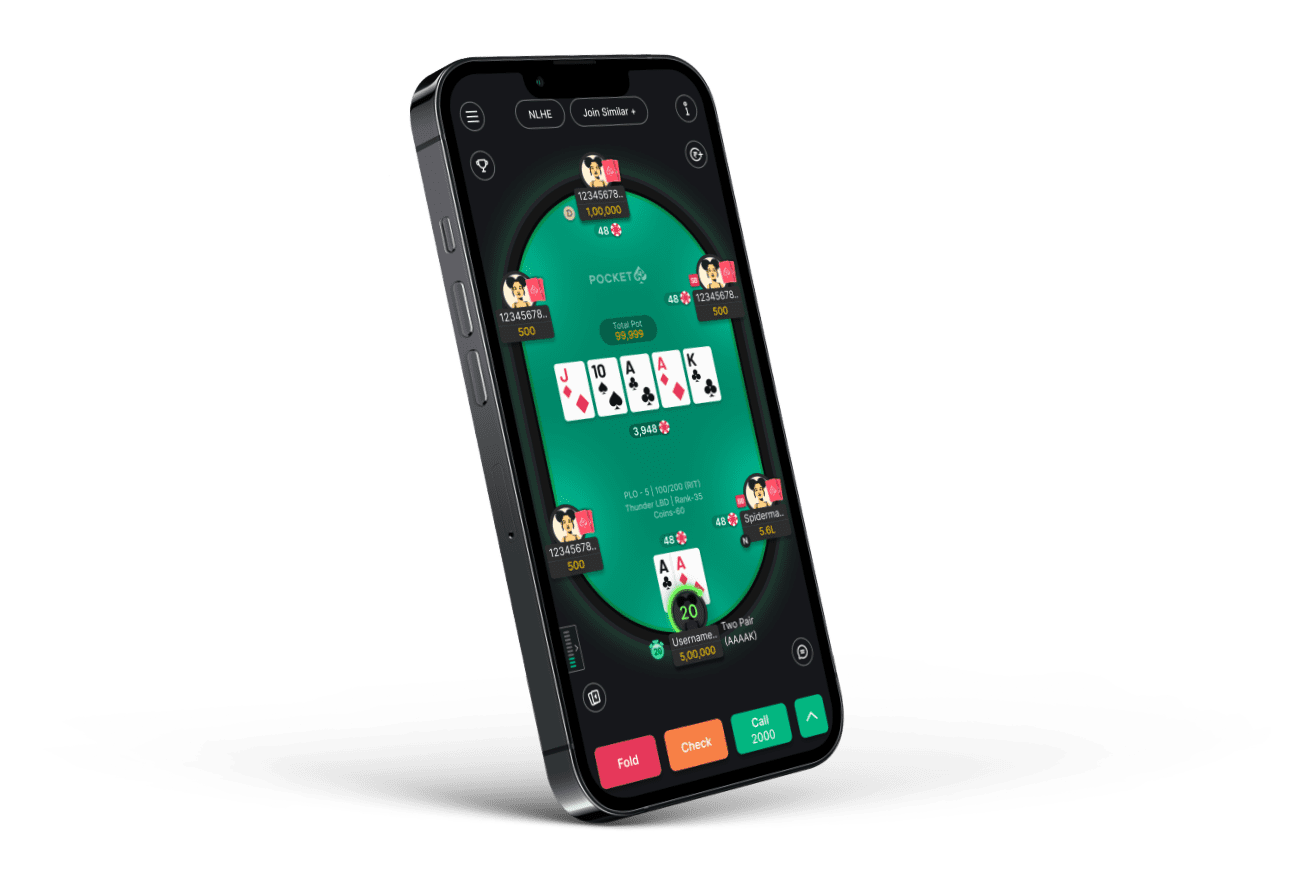 NLHE
Join Similar +
12345678..
1,00,000
D
48
POCKET
12345678..
500
48
12345678..
500
Total Pot
99,999
J
10
A
A
K
3,948
PLO - 5 | 100/200 (RIT)
Thunder LBD | Rank-35
Coins-60
48
Spiderma..
5.6L
N
12345678..
500
48
A
A
20
20
Username..
5,00,000
Two Pair
(AAAAK)
Fold
Check
Call
2000